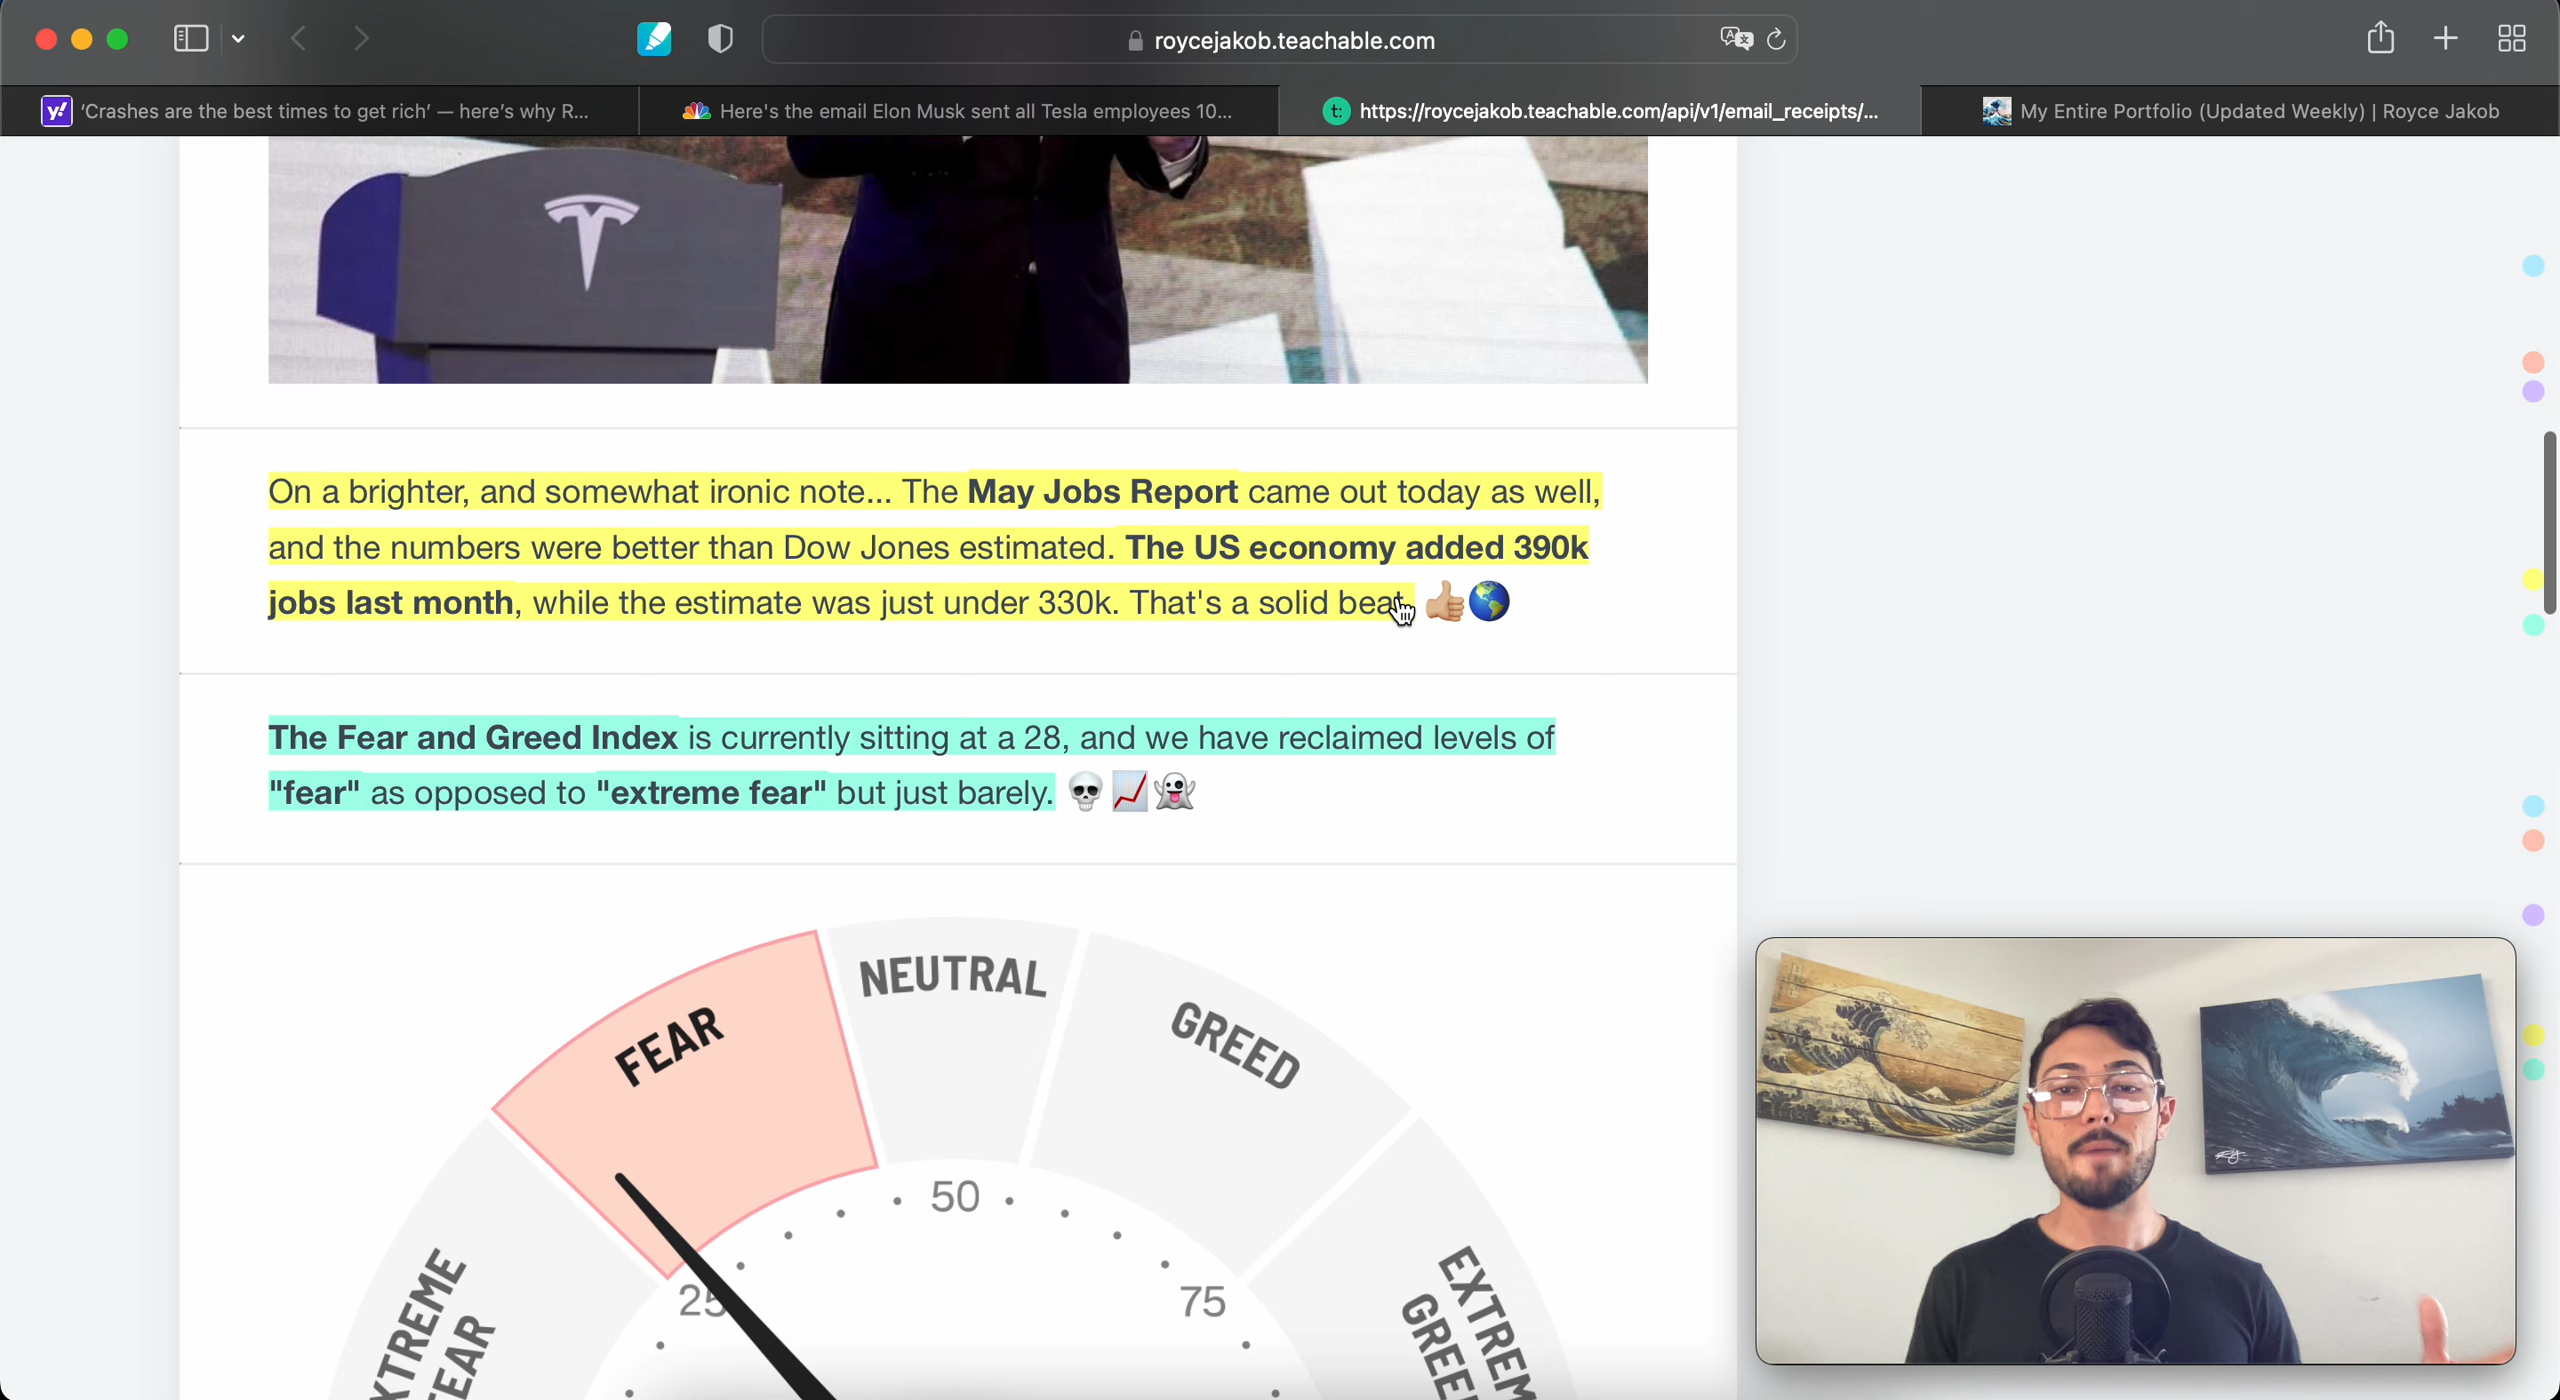 roycejakob.teachable.com
'Crashes are the best times to get rich' — here's why R...
Here's the email Elon Musk sent all Tesla employees 10...
t: https://roycejakob.teachable.com/api/v1/email_receipts/...
My Entire Portfolio (Updated Weekly) | Royce Jakob
On a brighter, and somewhat ironic note... The May Jobs Report came out today as well,
and the numbers were better than Dow Jones estimated. The US economy added 390k
jobs last month, while the estimate was just under 330k. That's a solid beat. 👍🏼🌎
The Fear and Greed Index is currently sitting at a 28, and we have reclaimed levels of
"fear" as opposed to "extreme fear" but just barely. 💀📈👻
NEUTRAL
FEAR
GREED
50
25
75
XTREME
FEAR
EXTREM
GREE